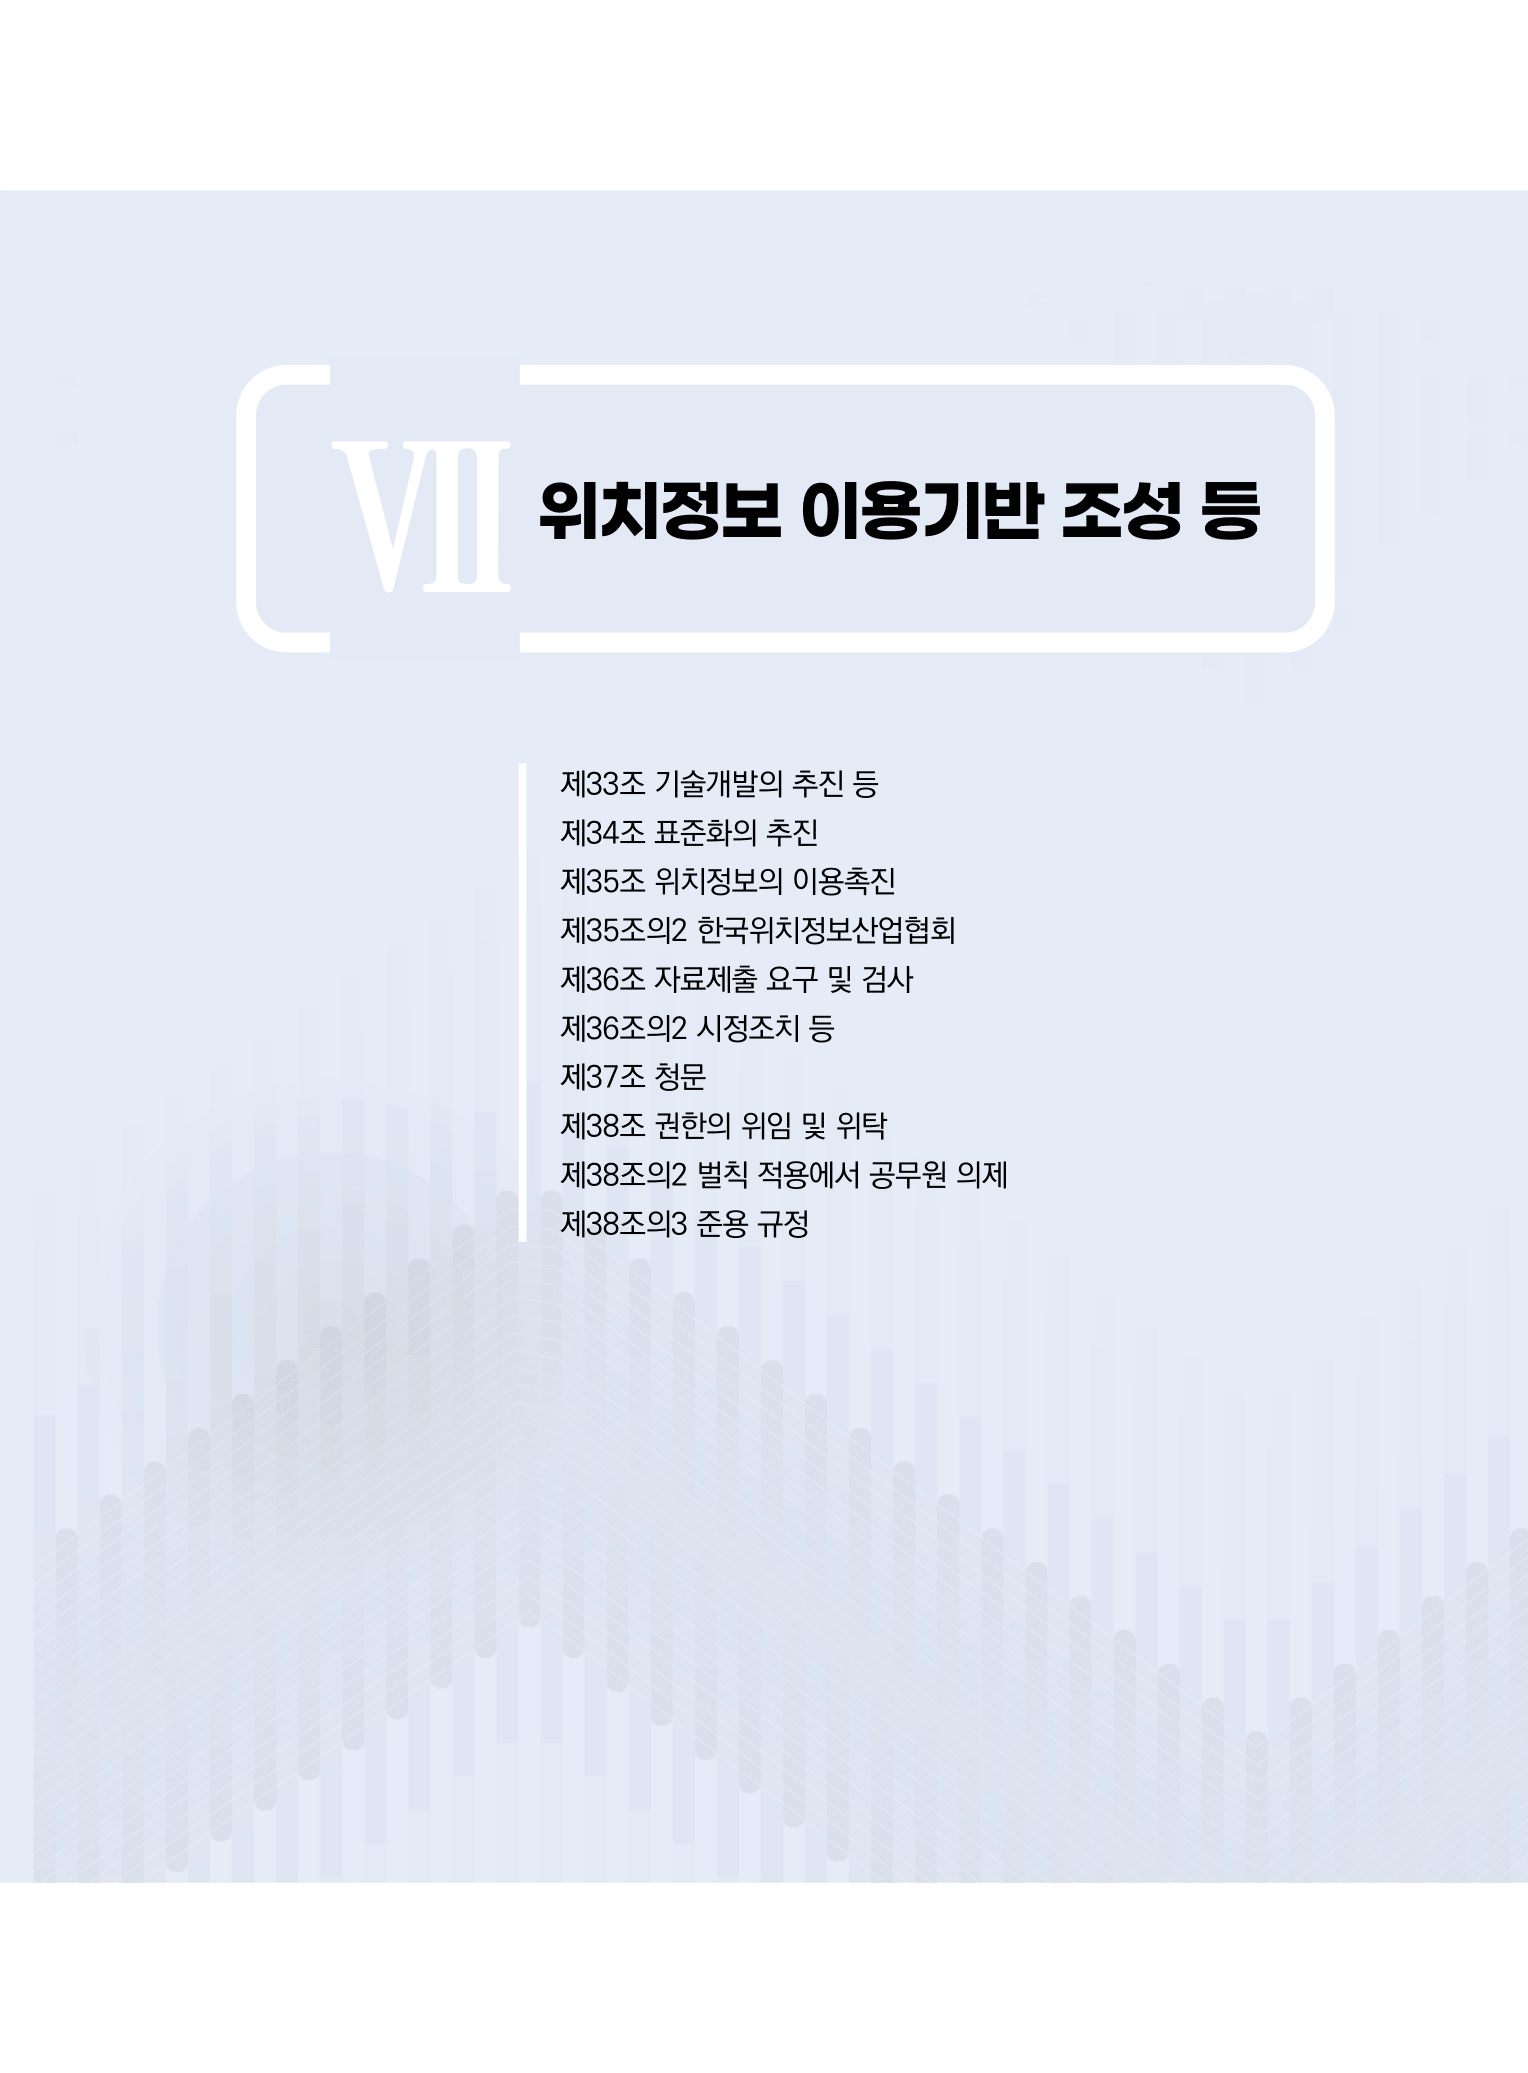 Ⅶ 위치정보 이용기반 조성 등
제33조 기술개발의 추진 등
제34조 표준화의 추진
제35조 위치정보의 이용촉진
제35조의2 한국위치정보산업협회
제36조 자료제출 요구 및 검사
제36조의2 시정조치 등
제37조 청문
제38조 권한의 위임 및 위탁
제38조의2 벌칙 적용에서 공무원 의제
제38조의3 준용 규정